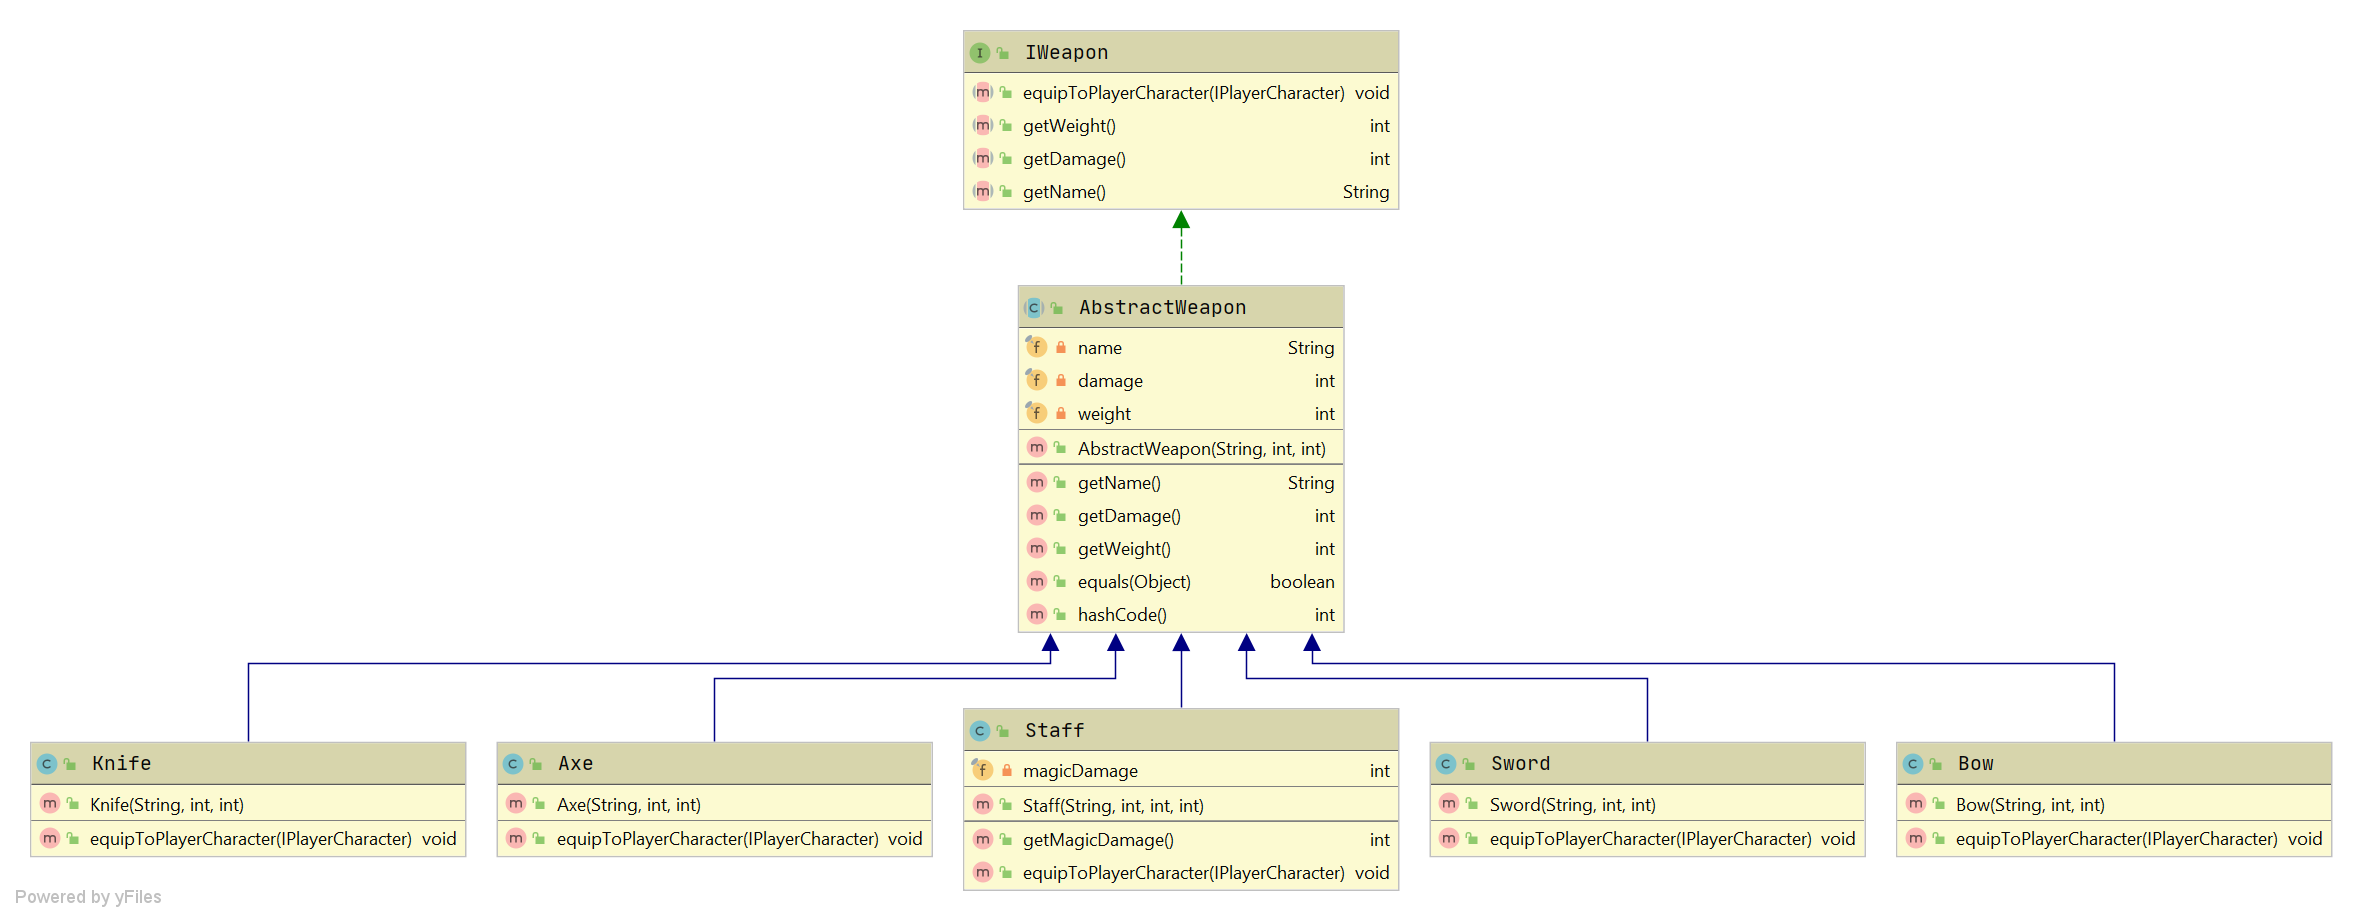 IWeapon
equipToPlayerCharacter(IPlayerCharacter) void
getWeight() int
getDamage() int
getName() String
AbstractWeapon
name String
damage int
weight int
AbstractWeapon(String, int, int)
getName() String
getDamage() int
getWeight() int
equals(Object) boolean
hashCode() int
Knife
Knife(String, int, int)
equipToPlayerCharacter(IPlayerCharacter) void
Axe
Axe(String, int, int)
equipToPlayerCharacter(IPlayerCharacter) void
Staff
magicDamage int
Staff(String, int, int, int)
getMagicDamage() int
equipToPlayerCharacter(IPlayerCharacter) void
Sword
Sword(String, int, int)
equipToPlayerCharacter(IPlayerCharacter) void
Bow
Bow(String, int, int)
equipToPlayerCharacter(IPlayerCharacter) void
Powered by yFiles